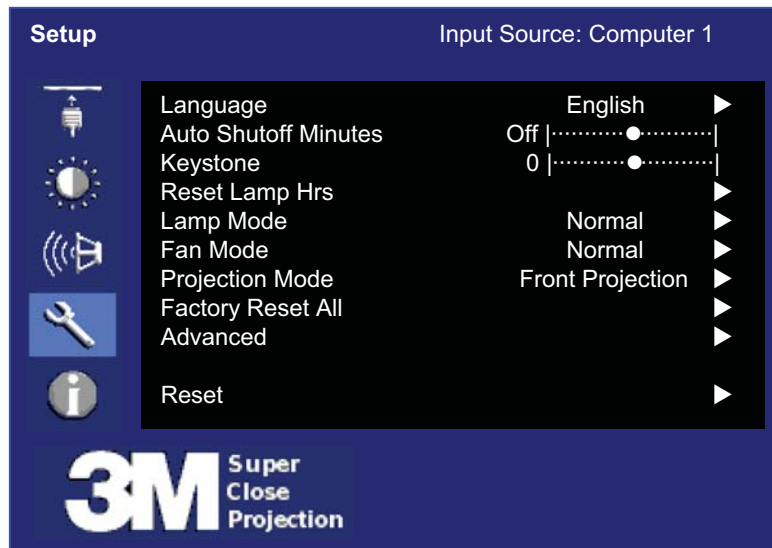 Setup Input Source: Computer 1
Language English
Auto Shutoff Minutes Off
Keystone 0
Reset Lamp Hrs
Lamp Mode Normal
Fan Mode Normal
Projection Mode Front Projection
Factory Reset All
Advanced
Reset
i
3M Super
Close
Projection